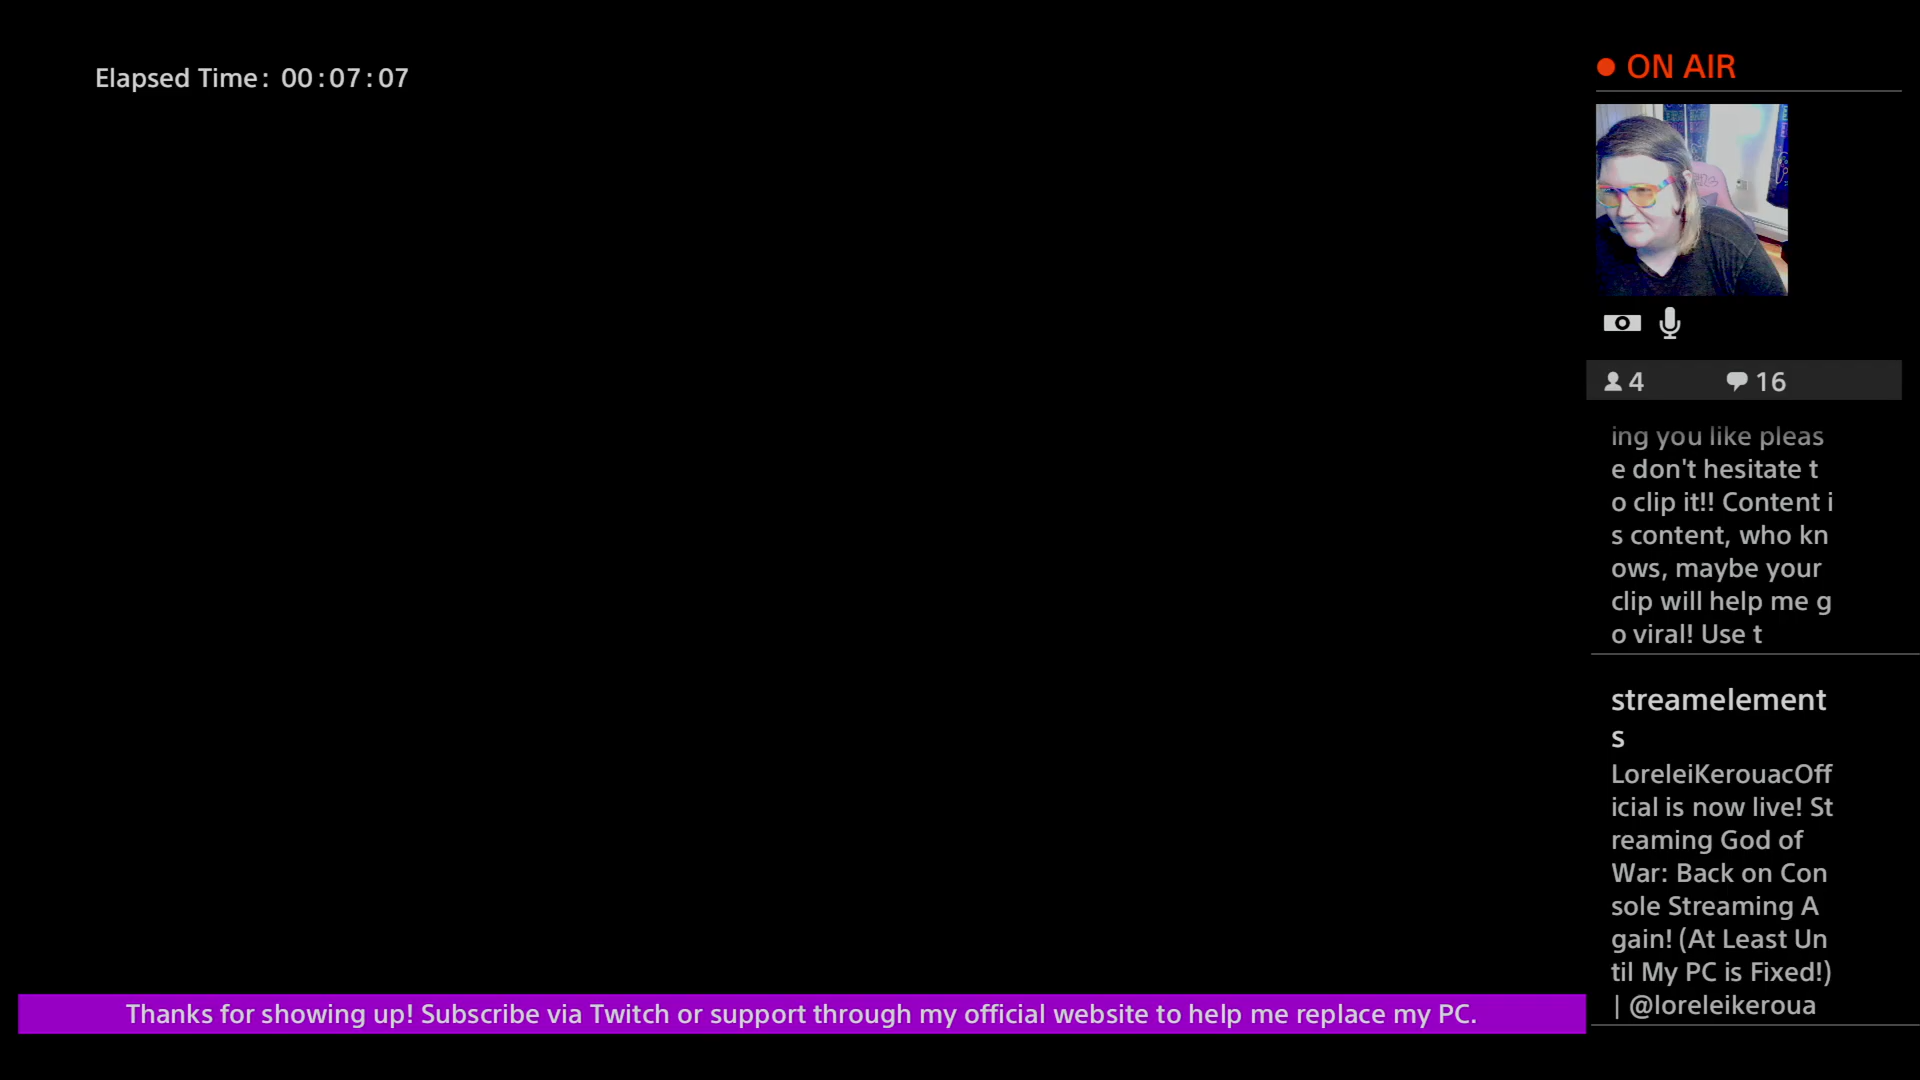 Elapsed Time: 00:07:07
ON AIR
4
16
ing you like pleas
e don't hesitate t
o clip it!! Content i
s content, who kn
ows, maybe your
clip will help me g
o viral! Use t
streamelement
s
LoreleiKerouacOff
icial is now live! St
reaming God of
War: Back on Con
sole Streaming A
gain! (At Least Un
til My PC is Fixed!)
| @loreleikeroua
Thanks for showing up! Subscribe via Twitch or support through my official website to help me replace my PC.